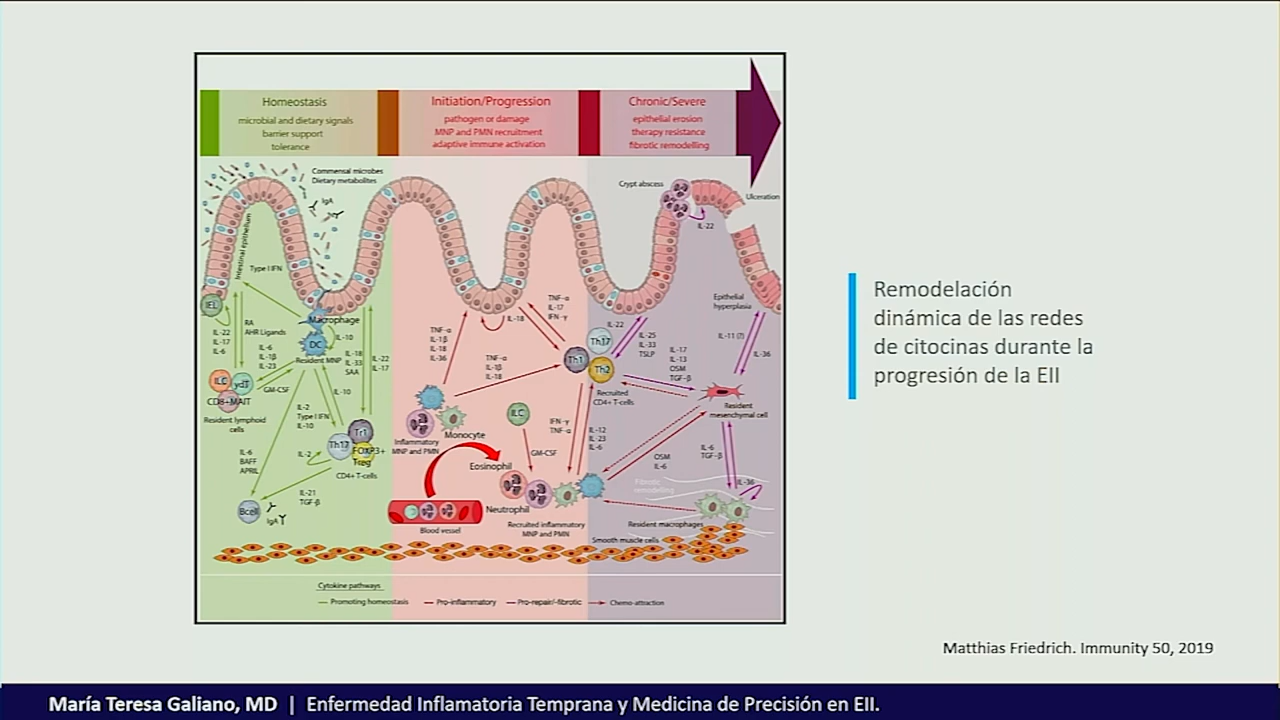 Homeostasis
microbial and dietary signals
barrier support
tolerance
Initiation/Progression
pathogen or damage
MNP and PMN recruitment
adaptive immune activation
Chronic/Severe
epithelial erosion
therapy resistance
fibrotic remodelling
Commensal microbes
Dietary metabolites
IgA
Intestinal epithelium
Type I IFN
IEL
IL-22
IL-17
IL-6
RA
AHR Ligands
Macrophage
DC
IL-10
Resident MNP
IL-6
IL-1β
IL-23
IL-18
IL-33
SAA
IL-22
IL-17
ILC
γδT
CD8+MAIT
GM-CSF
Resident lymphoid
cells
IL-10
IL-2
Type I IFN
IL-10
Tr1
Th17
FOXP3+
Treg
IL-2
CD4+ T-cells
IL-6
BAFF
APRIL
IL-21
TGF-β
Bcell
IgA
TNF-α
IL-1β
IL-18
IL-36
IL-18
TNF-α
IL-17
IFN-γ
TNF-α
IL-1β
IL-18
Inflammatory
MNP and PMN
Monocyte
ILC
GM-CSF
IFN-γ
TNF-α
IL-12
IL-23
IL-6
Eosinophil
Neutrophil
Blood vessel
Recruited inflammatory
MNP and PMN
Th1
Th17
Th2
Recruited
CD4+ T-cells
Crypt abscess
Ulceration
IL-22
IL-22
IL-25
IL-33
TSLP
IL-17
IL-13
OSM
TGF-β
Epithelial
hyperplasia
IL-11 (?)
IL-36
Resident
mesenchymal cell
IL-6
TGF-β
OSM
IL-6
Fibrotic
remodelling
IL-36
Resident macrophages
Smooth muscle cells
Cytokine pathways
Promoting homeostasis
Pro-inflammatory
Pro-repair/-fibrotic
Chemo-attraction
Remodelación
dinámica de las redes
de citocinas durante la
progresión de la EII
Matthias Friedrich. Immunity 50, 2019
María Teresa Galiano, MD | Enfermedad Inflamatoria Temprana y Medicina de Precisión en EII.